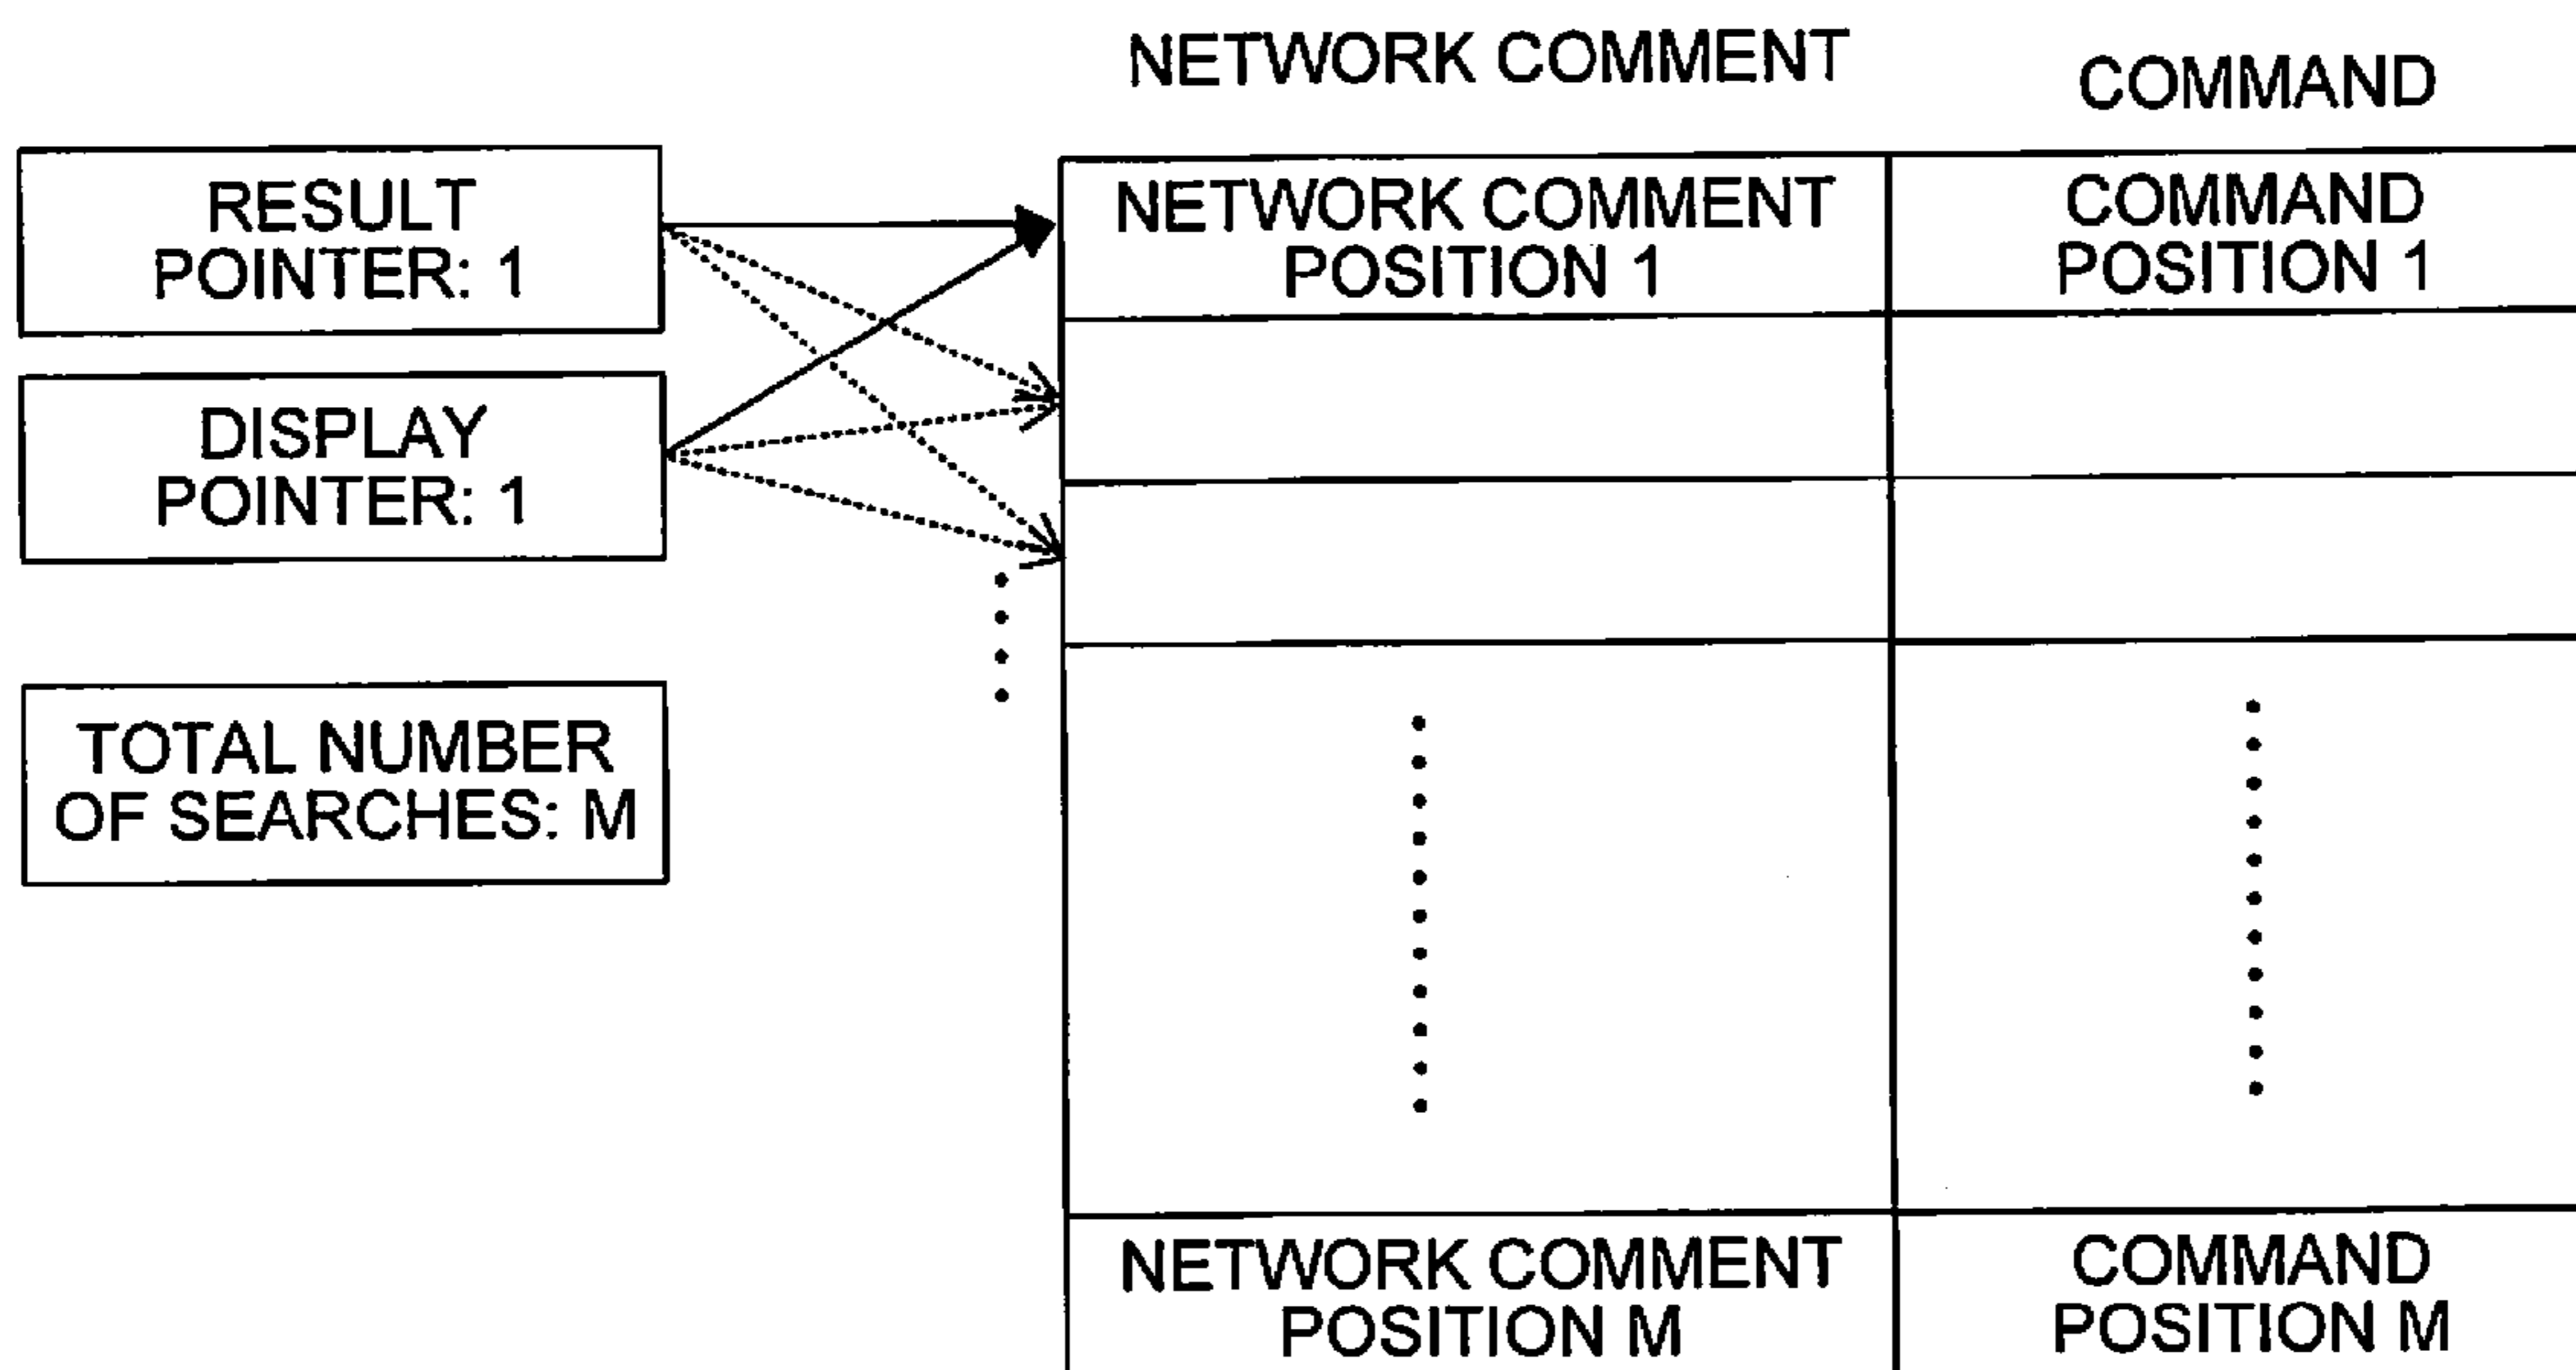 NETWORK COMMENT
COMMAND
RESULT
POINTER: 1
NETWORK COMMENT
POSITION 1
COMMAND
POSITION 1
DISPLAY
POINTER: 1
TOTAL NUMBER
OF SEARCHES: M
NETWORK COMMENT
POSITION M
COMMAND
POSITION M